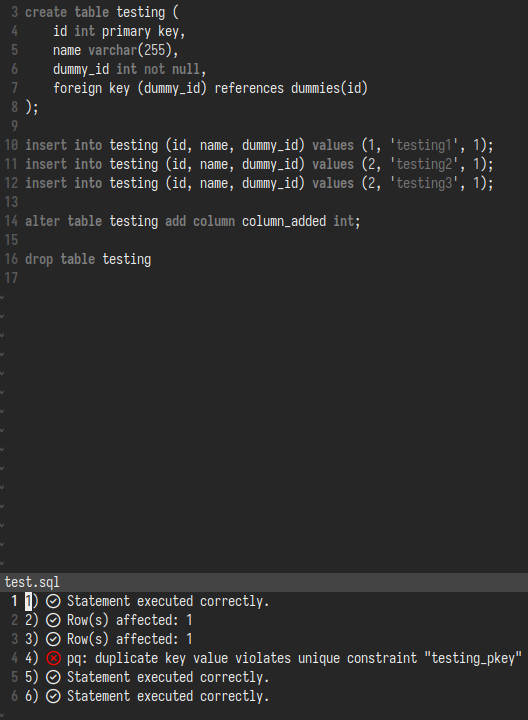 3 create table testing (
4     id int primary key,
5     name varchar(255),
6     dummy_id int not null,
7     foreign key (dummy_id) references dummies(id)
8 );
9
10 insert into testing (id, name, dummy_id) values (1, 'testing1', 1);
11 insert into testing (id, name, dummy_id) values (2, 'testing2', 1);
12 insert into testing (id, name, dummy_id) values (2, 'testing3', 1);
13
14 alter table testing add column column_added int;
15
16 drop table testing
17
test.sql
1 1) Statement executed correctly.
2 2) Row(s) affected: 1
3 3) Row(s) affected: 1
4 4) pq: duplicate key value violates unique constraint "testing_pkey"
5 5) Statement executed correctly.
6 6) Statement executed correctly.